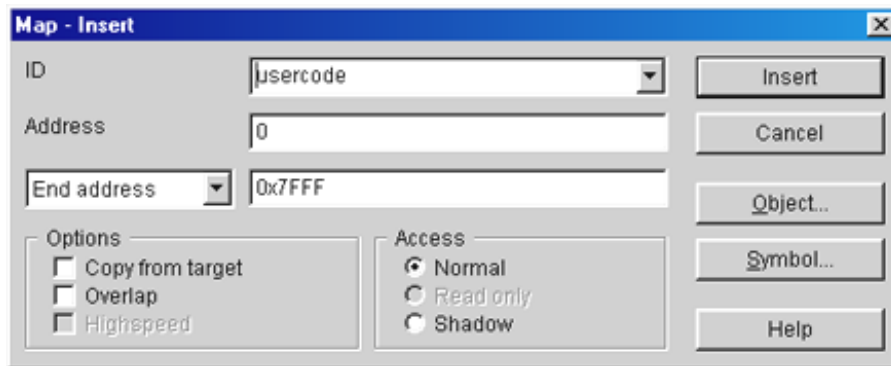 Map - Insert
ID
usercode
Insert
Address
0
Cancel
End address
0x7FFF
Object...
Options
Access
Copy from target
Normal
Symbol...
Overlap
Read only
Highspeed
Shadow
Help